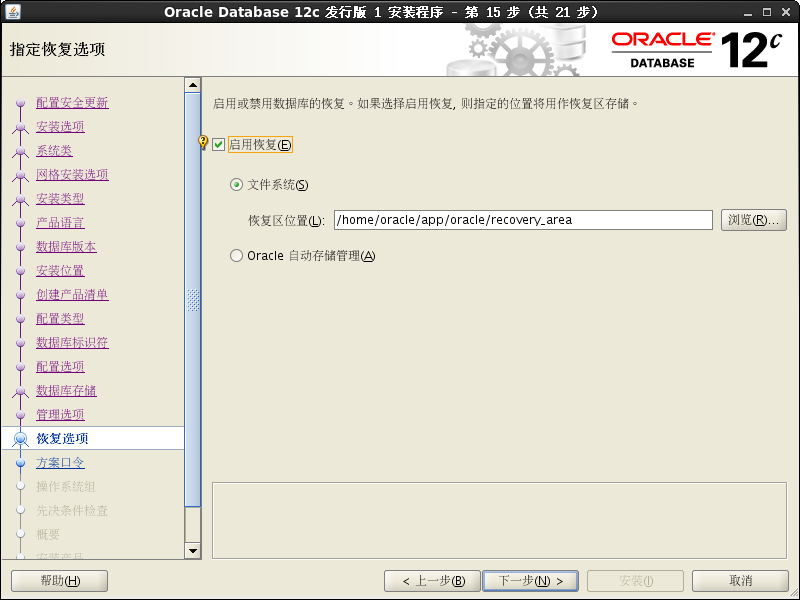 Oracle Database 12c 发行版 1 安装程序 - 第 15 步 (共 21 步)
指定恢复选项
ORACLE
DATABASE
12c
配置安全更新
安装选项
系统类
网格安装选项
安装类型
产品语言
数据库版本
安装位置
创建产品清单
配置类型
数据库标识符
配置选项
数据库存储
管理选项
恢复选项
方案口令
操作系统组
先决条件检查
概要
安装产品
启用或禁用数据库的恢复。如果选择启用恢复, 则指定的位置将用作恢复区存储。
启用恢复(E)
文件系统(S)
恢复区位置(L): /home/oracle/app/oracle/recovery_area 浏览(R)...
Oracle 自动存储管理(A)
帮助(H) < 上一步(B) 下一步(N) > 安装(I) 取消